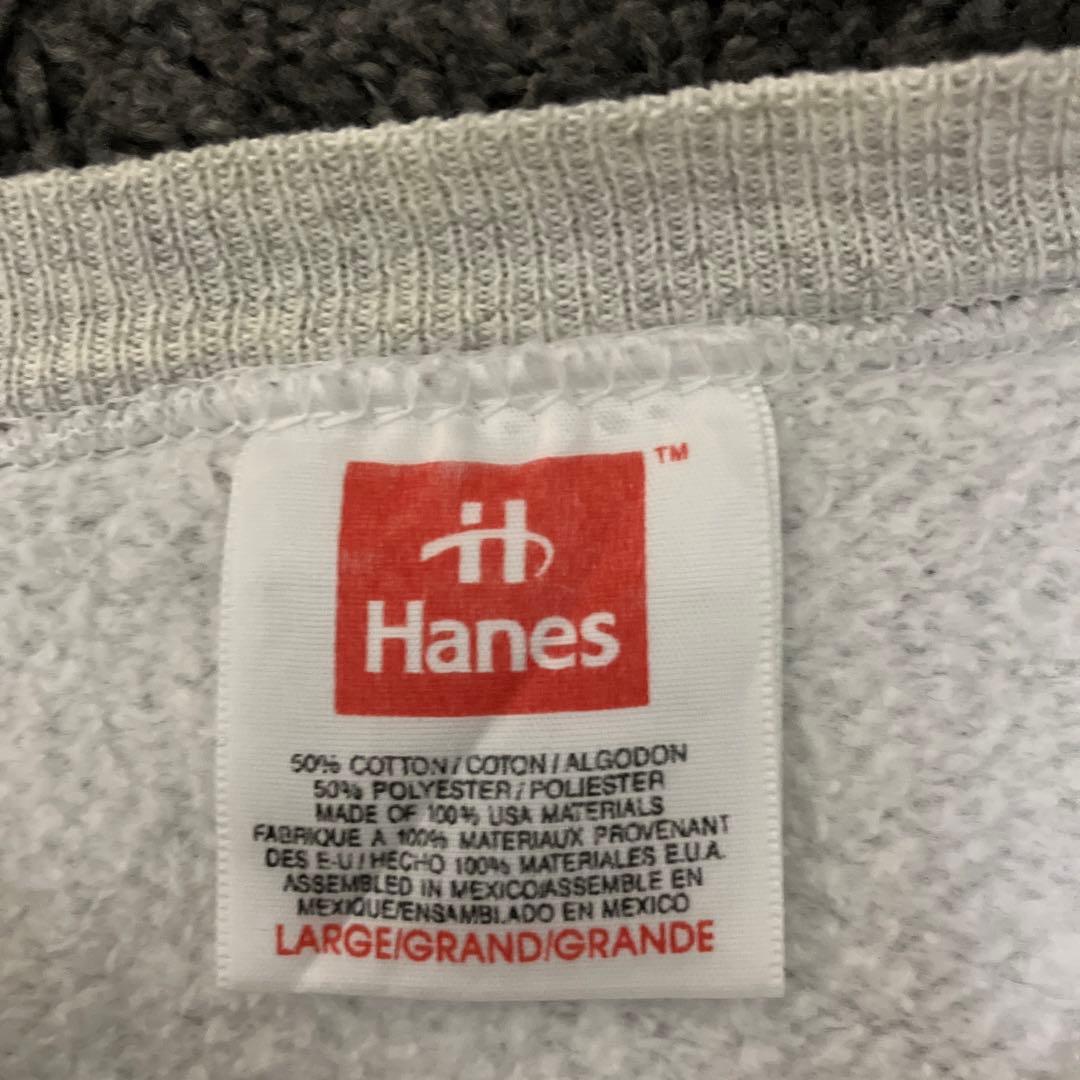 TM
H
Hanes
50% COTTON/COTON/ALGODON
50% POLYESTER/POLIESTER
MADE OF 100% USA MATERIALS
FABRIQUE A 100% MATERIAUX PROVENANT
DES E-U/HECHO 100% MATERIALES E.U.A.
ASSEMBLED IN MEXICO/ASSEMBLE EN
MEXIQUE/ENSAMBLADO EN MEXICO
LARGE/GRAND/GRANDE